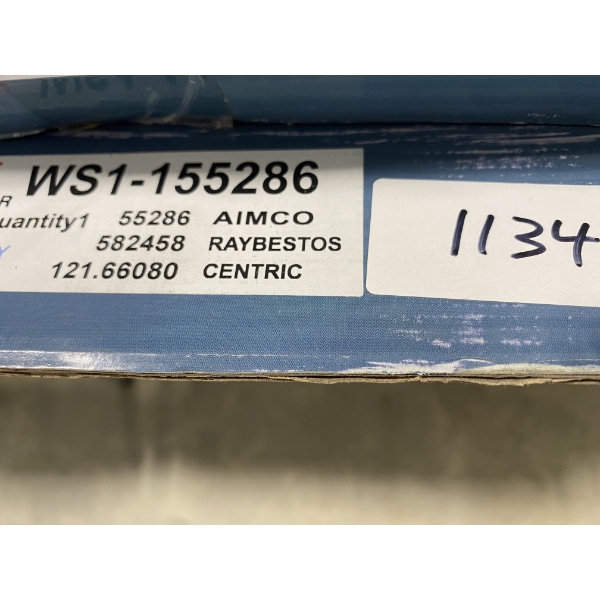 WS1-155286
R
uantity1 55286 AIMCO
582458 RAYBESTOS
Y
121.66080 CENTRIC
1134